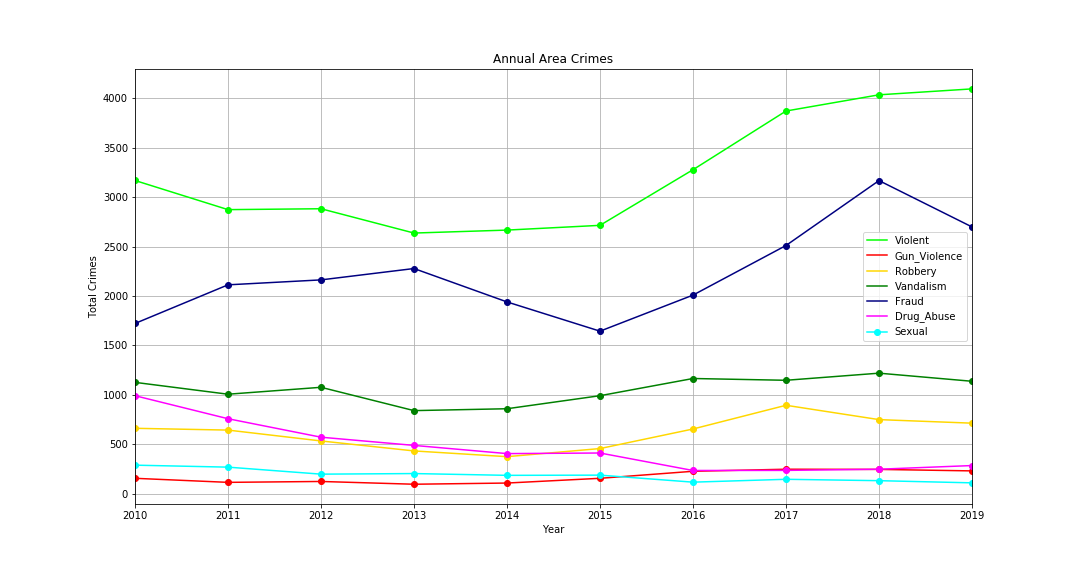 Annual Area Crimes
Total Crimes
4000
3500
3000
2500
2000
1500
1000
500
0
Violent
Gun_Violence
Robbery
Vandalism
Fraud
Drug_Abuse
Sexual
2010 2011 2012 2013 2014 2015 2016 2017 2018 2019
Year